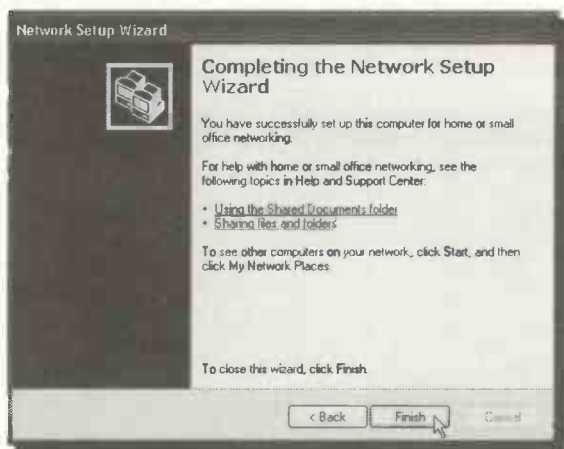 Network Setup Wizard
Completing the Network Setup
Wizard
You have successfully set up this computer for home or small
office networking.
For help with home or small office networking, see the
following topics in Help and Support Center:
• Using the Shared Documents folder
• Sharing files and folders
To see other computers on your network, click Start, and then
click My Network Places.
To close this wizard, click Finish.
< Back
Finish
Cancel